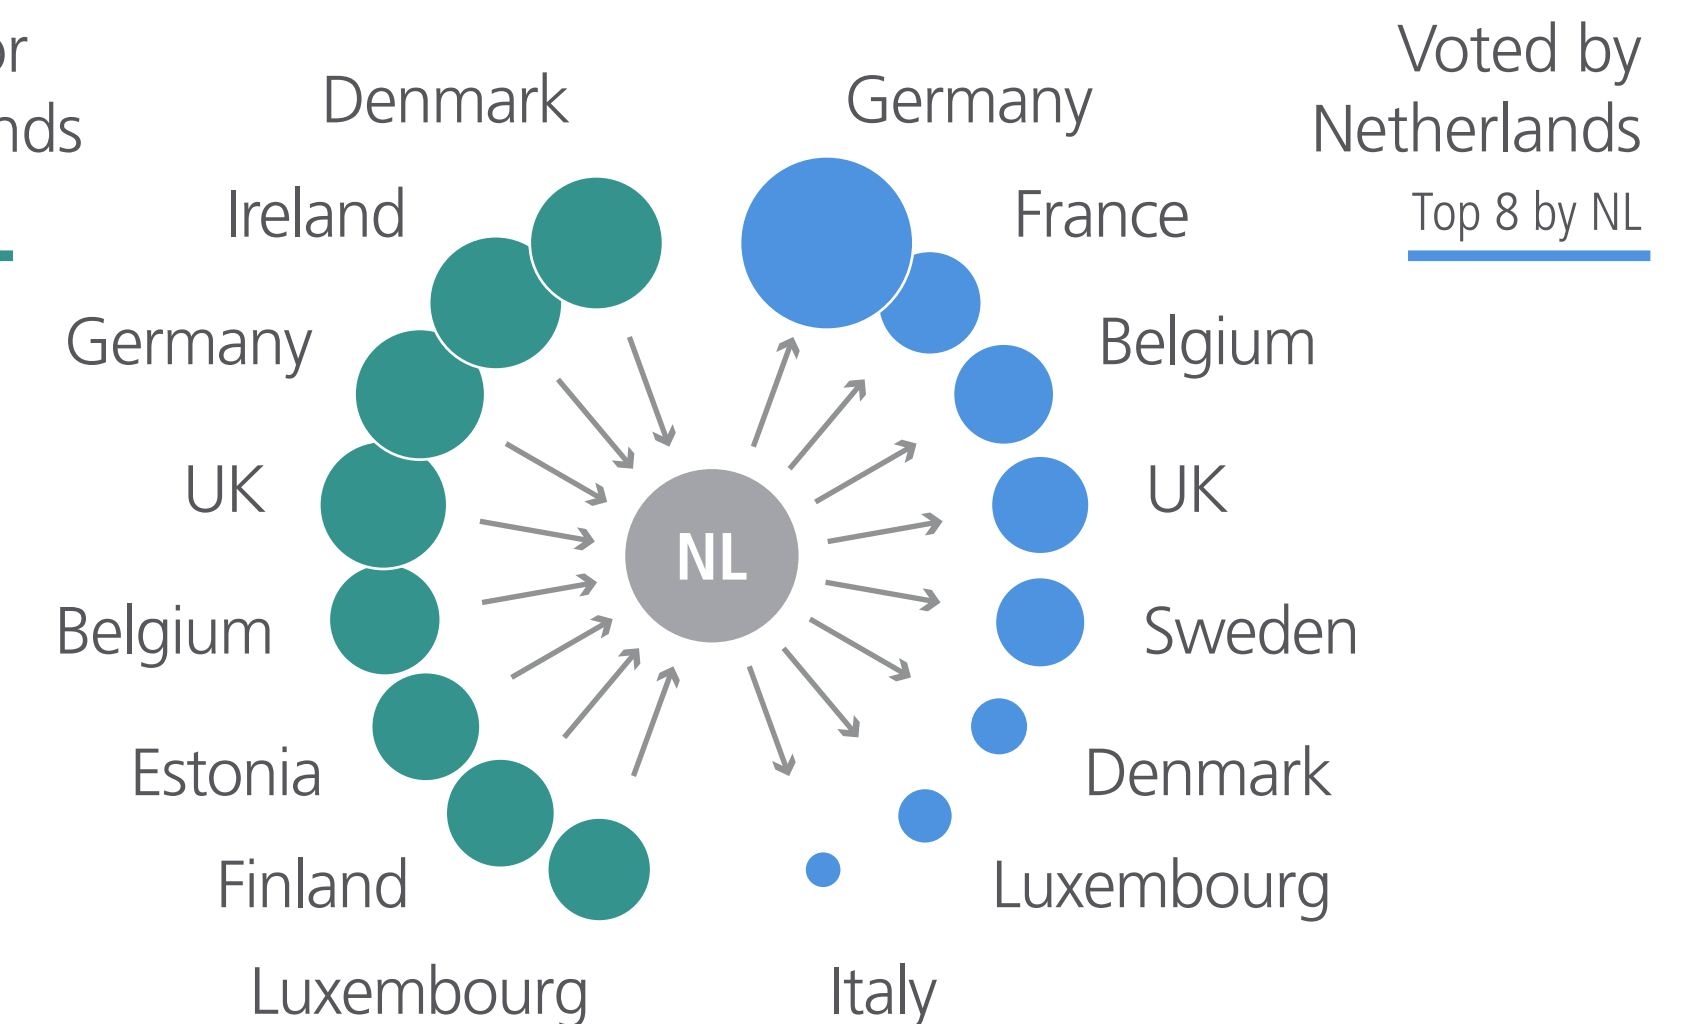 Voted by
Netherlands
Top 8 by NL
Denmark
Ireland
Germany
UK
Belgium
Estonia
Finland
Luxembourg
NL
Germany
France
Belgium
UK
Sweden
Denmark
Luxembourg
Italy